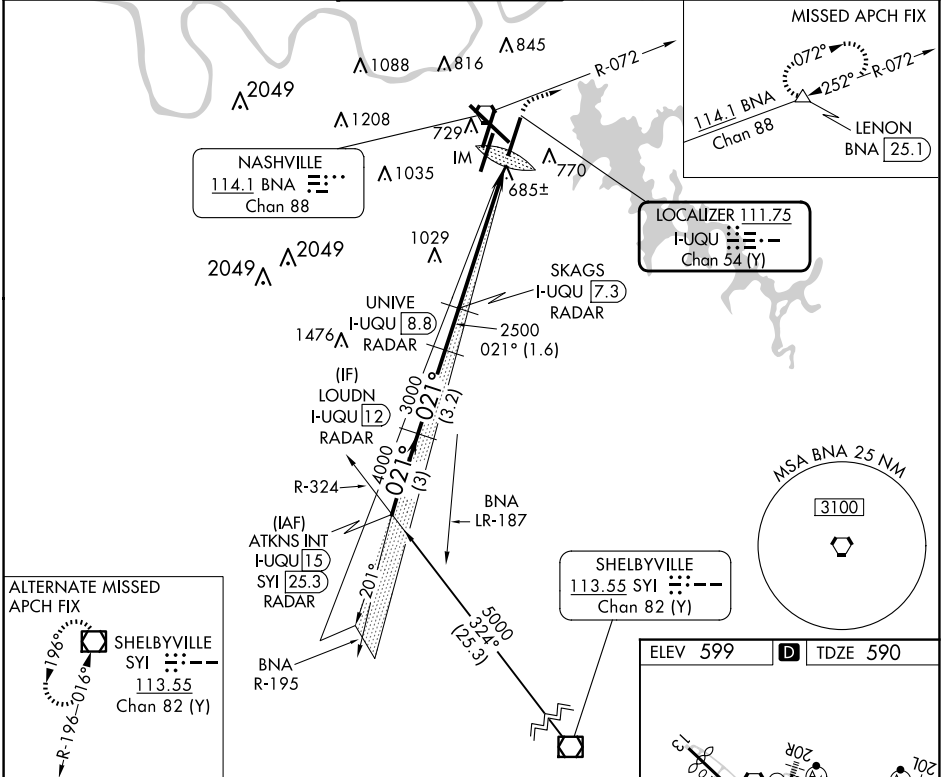 MISSED APCH FIX
072°
252°
R-072
114.1 BNA
Chan 88
LENON
BNA 25.1
845
1088
816
R-072
2049
1208
729
IM
770
1035
685±
NASHVILLE
114.1 BNA
Chan 88
LOCALIZER 111.75
I-UQU
Chan 54 (Y)
1029
2049
2049
SKAGS
I-UQU 7.3
RADAR
UNIVE
I-UQU 8.8
RADAR
2500
021° (1.6)
1476
(IF)
LOUDN
I-UQU 12
RADAR
3000
021°
(3.2)
4000
021°
(3)
R-324
BNA
LR-187
(IAF)
ATKNS INT
I-UQU 15
SYI 25.3
RADAR
201°
BNA
R-195
5000
324°
(25.3)
MSA BNA 25 NM
3100
SHELBYVILLE
113.55 SYI
Chan 82 (Y)
ALTERNATE MISSED
APCH FIX
196°
016°
R-196
SHELBYVILLE
SYI
113.55
Chan 82 (Y)
ELEV 599
D
TDZE 590
13
20R
20L
A